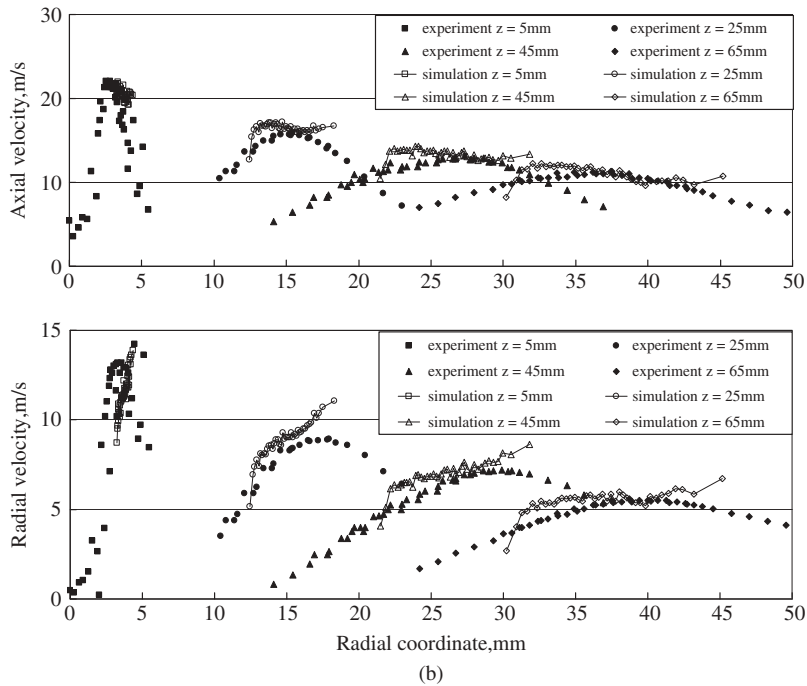 30
20
10
0
Axial velocity,m/s
experiment z = 5mm
experiment z = 25mm
experiment z = 45mm
experiment z = 65mm
simulation z = 5mm
simulation z = 25mm
simulation z = 45mm
simulation z = 65mm
0 5 10 15 20 25 30 35 40 45 50
15
10
5
0
Radial velocity,m/s
experiment z = 5mm
experiment z = 25mm
experiment z = 45mm
experiment z = 65mm
simulation z = 5mm
simulation z = 25mm
simulation z = 45mm
simulation z = 65mm
0 5 10 15 20 25 30 35 40 45 50
Radial coordinate,mm
(b)